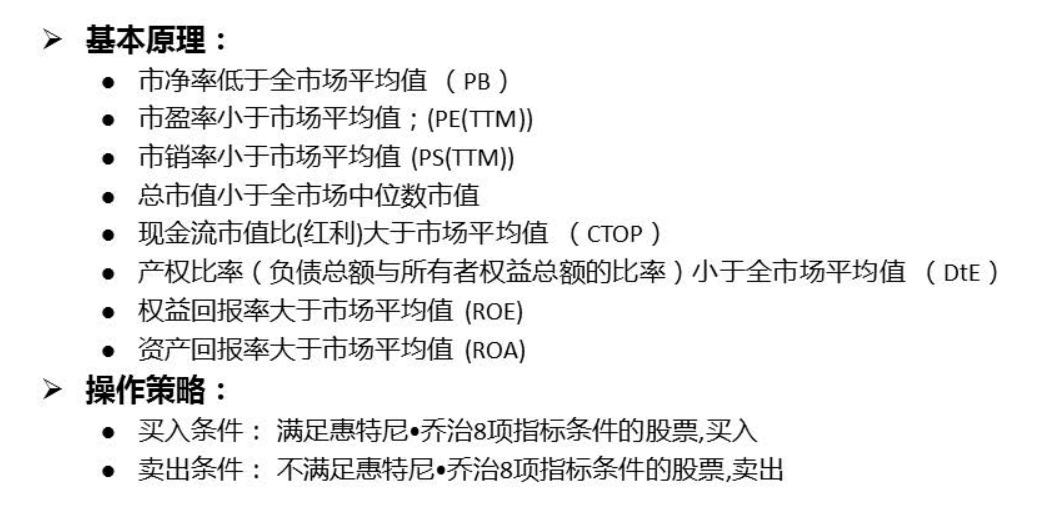 ➢ 基本原理：
● 市净率低于全市场平均值 （PB）
● 市盈率小于市场平均值；(PE(TTM))
● 市销率小于市场平均值 (PS(TTM))
● 总市值小于全市场中位数市值
● 现金流市值比(红利)大于市场平均值 （CTOP）
● 产权比率（负债总额与所有者权益总额的比率）小于全市场平均值 （DtE）
● 权益回报率大于市场平均值 (ROE)
● 资产回报率大于市场平均值 (ROA)
➢ 操作策略：
● 买入条件： 满足惠特尼•乔治8项指标条件的股票,买入
● 卖出条件： 不满足惠特尼•乔治8项指标条件的股票,卖出